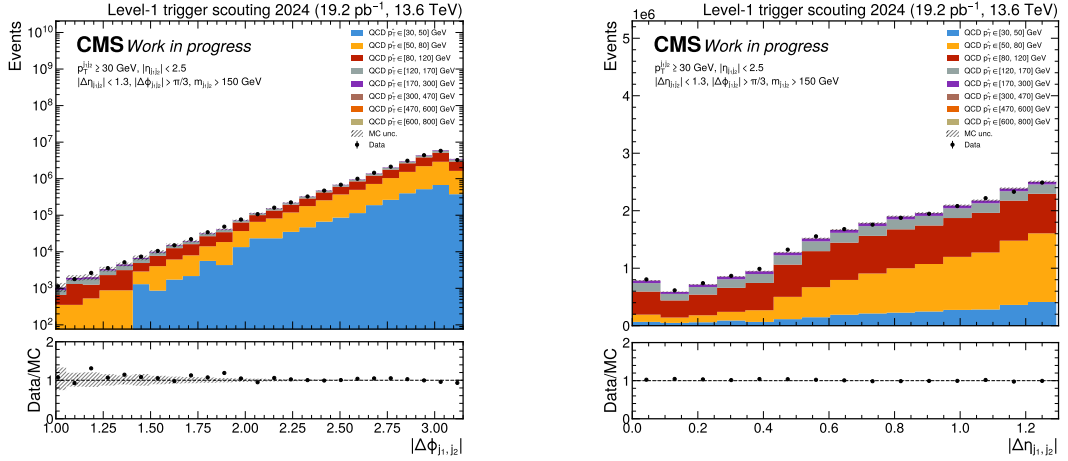 Level-1 trigger scouting 2024 (19.2 pb⁻¹, 13.6 TeV)
Events
CMS Work in progress
p_T^{j₁j₂} ≥ 30 GeV, |η_{j₁j₂}| < 2.5
|Δη_{j₁j₂}| < 1.3, |Δϕ_{j₁j₂}| > π/3, m_{j₁j₂} > 150 GeV
QCD p̂_T ∈ [30, 50] GeV
QCD p̂_T ∈ [50, 80] GeV
QCD p̂_T ∈ [80, 120] GeV
QCD p̂_T ∈ [120, 170] GeV
QCD p̂_T ∈ [170, 300] GeV
QCD p̂_T ∈ [300, 470] GeV
QCD p̂_T ∈ [470, 600] GeV
QCD p̂_T ∈ [600, 800] GeV
MC unc.
Data
10¹⁰
10⁹
10⁸
10⁷
10⁶
10⁵
10⁴
10³
10²
Data/MC
2
1
0
1.00 1.25 1.50 1.75 2.00 2.25 2.50 2.75 3.00
|Δϕ_{j₁, j₂}|
Level-1 trigger scouting 2024 (19.2 pb⁻¹, 13.6 TeV)
1e6
Events
CMS Work in progress
p_T^{j₁j₂} ≥ 30 GeV, |η_{j₁j₂}| < 2.5
|Δη_{j₁j₂}| < 1.3, |Δϕ_{j₁j₂}| > π/3, m_{j₁j₂} > 150 GeV
QCD p̂_T ∈ [30, 50] GeV
QCD p̂_T ∈ [50, 80] GeV
QCD p̂_T ∈ [80, 120] GeV
QCD p̂_T ∈ [120, 170] GeV
QCD p̂_T ∈ [170, 300] GeV
QCD p̂_T ∈ [300, 470] GeV
QCD p̂_T ∈ [470, 600] GeV
QCD p̂_T ∈ [600, 800] GeV
MC unc.
Data
5
4
3
2
1
0
Data/MC
2
1
0
0.0 0.2 0.4 0.6 0.8 1.0 1.2
|Δη_{j₁, j₂}|